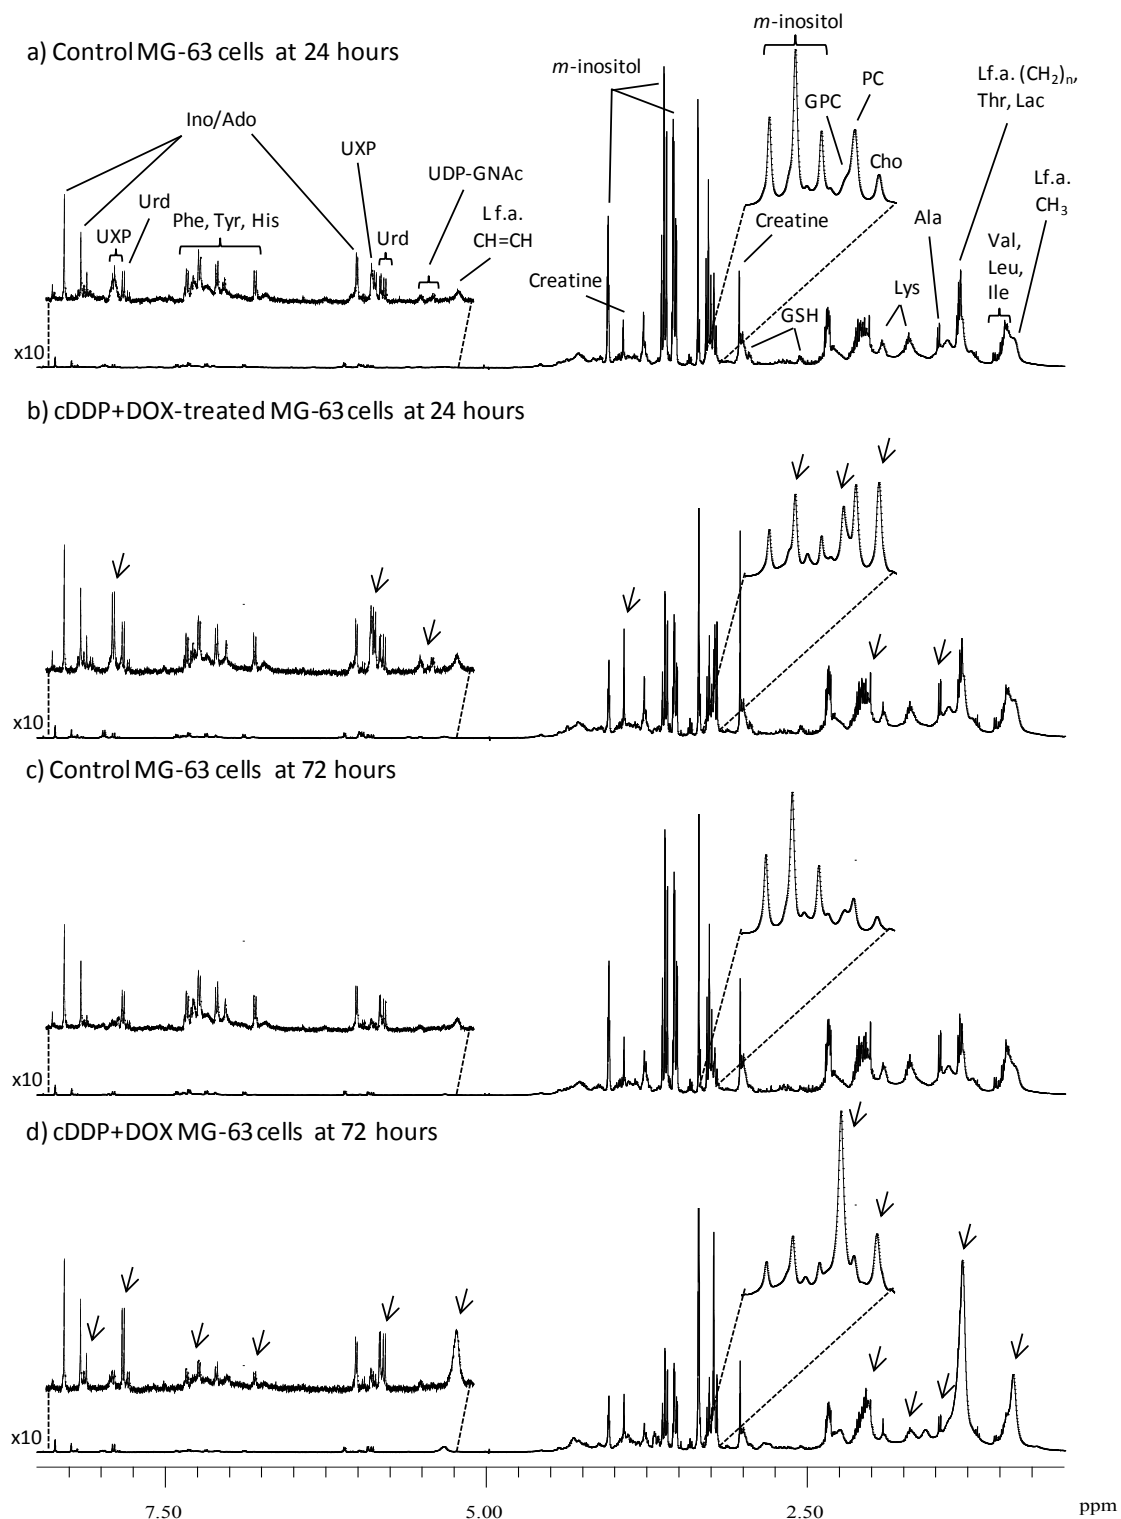 a) Control MG-63 cells at 24 hours
m-inositol
m-inositol
PC
GPC
Cho
Lf.a. (CH2)n,
Thr, Lac
Lf.a.
CH3
Ino/Ado
UXP
UDP-GNAc
Lf.a.
CH=CH
Urd
UXP
Phe, Tyr, His
Urd
Creatine
Creatine
GSH
Ala
Lys
Val,
Leu,
Ile
x10
b) cDDP+DOX-treated MG-63 cells at 24 hours
x10
c) Control MG-63 cells at 72 hours
x10
d) cDDP+DOX MG-63 cells at 72 hours
x10
7.50 5.00 2.50 ppm